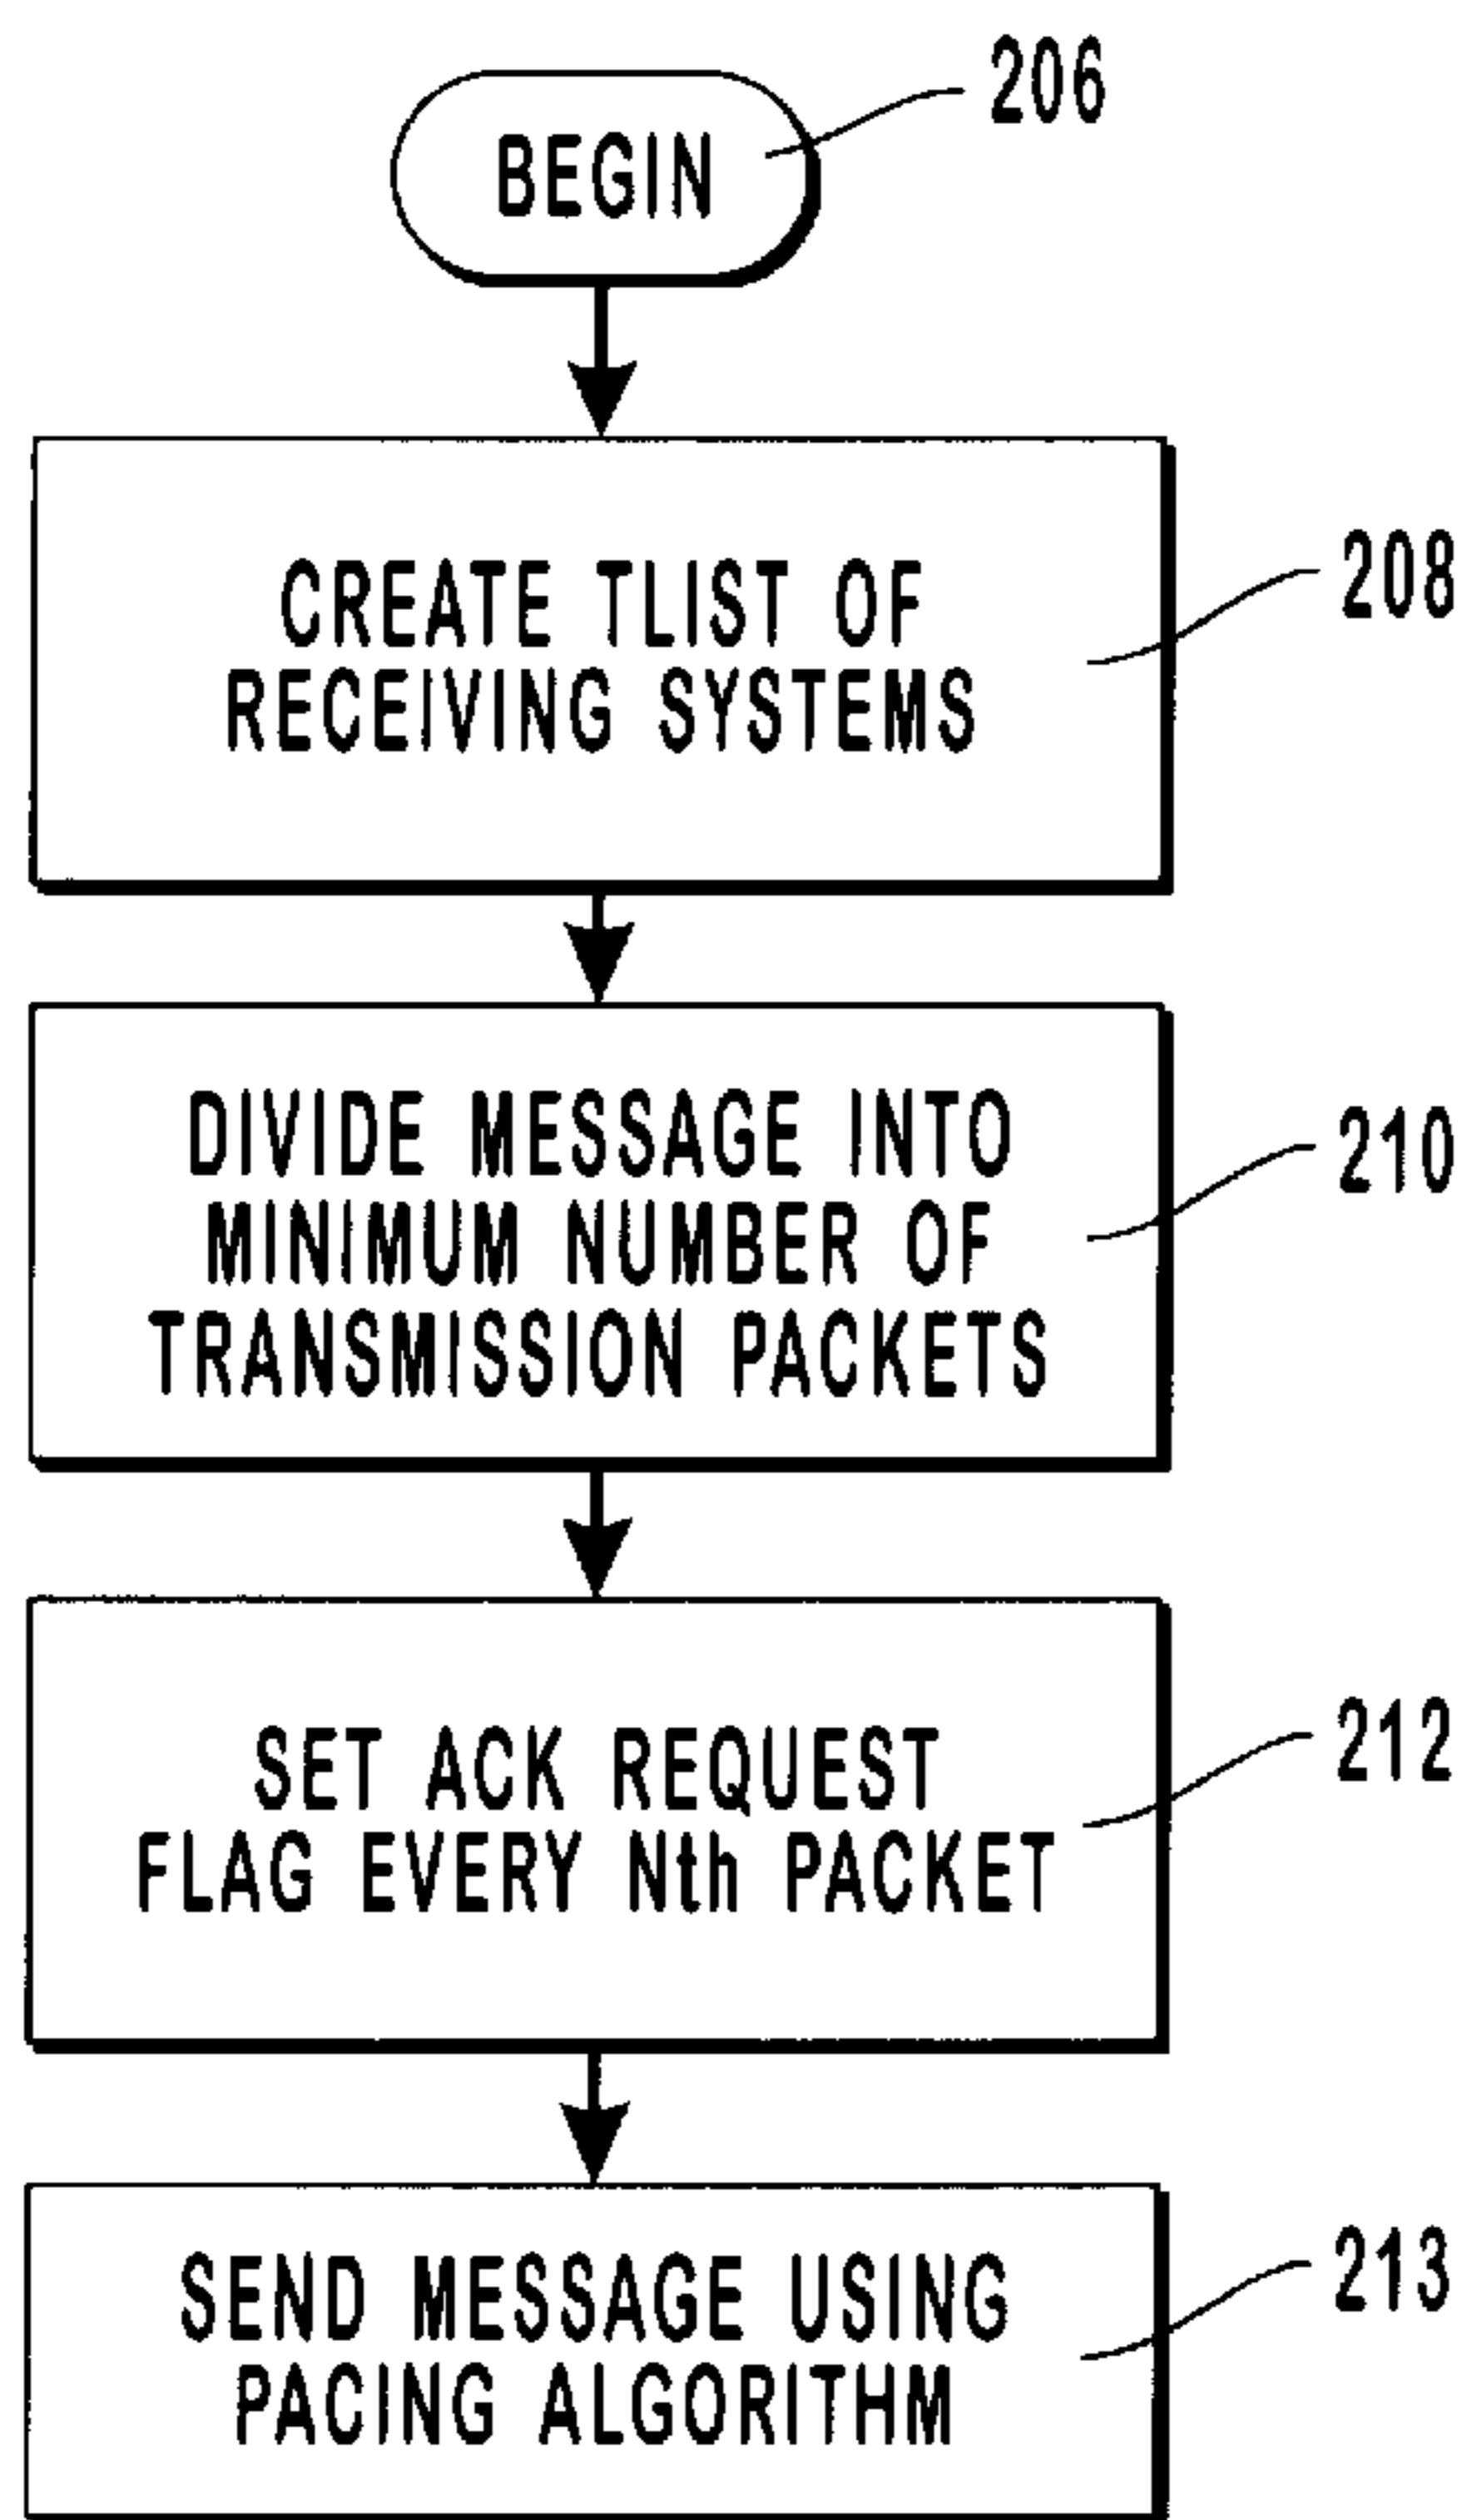 206
BEGIN
CREATE TLIST OF
RECEIVING SYSTEMS
208
DIVIDE MESSAGE INTO
MINIMUM NUMBER OF
TRANSMISSION PACKETS
210
SET ACK REQUEST
FLAG EVERY Nth PACKET
212
SEND MESSAGE USING
PACING ALGORITHM
213